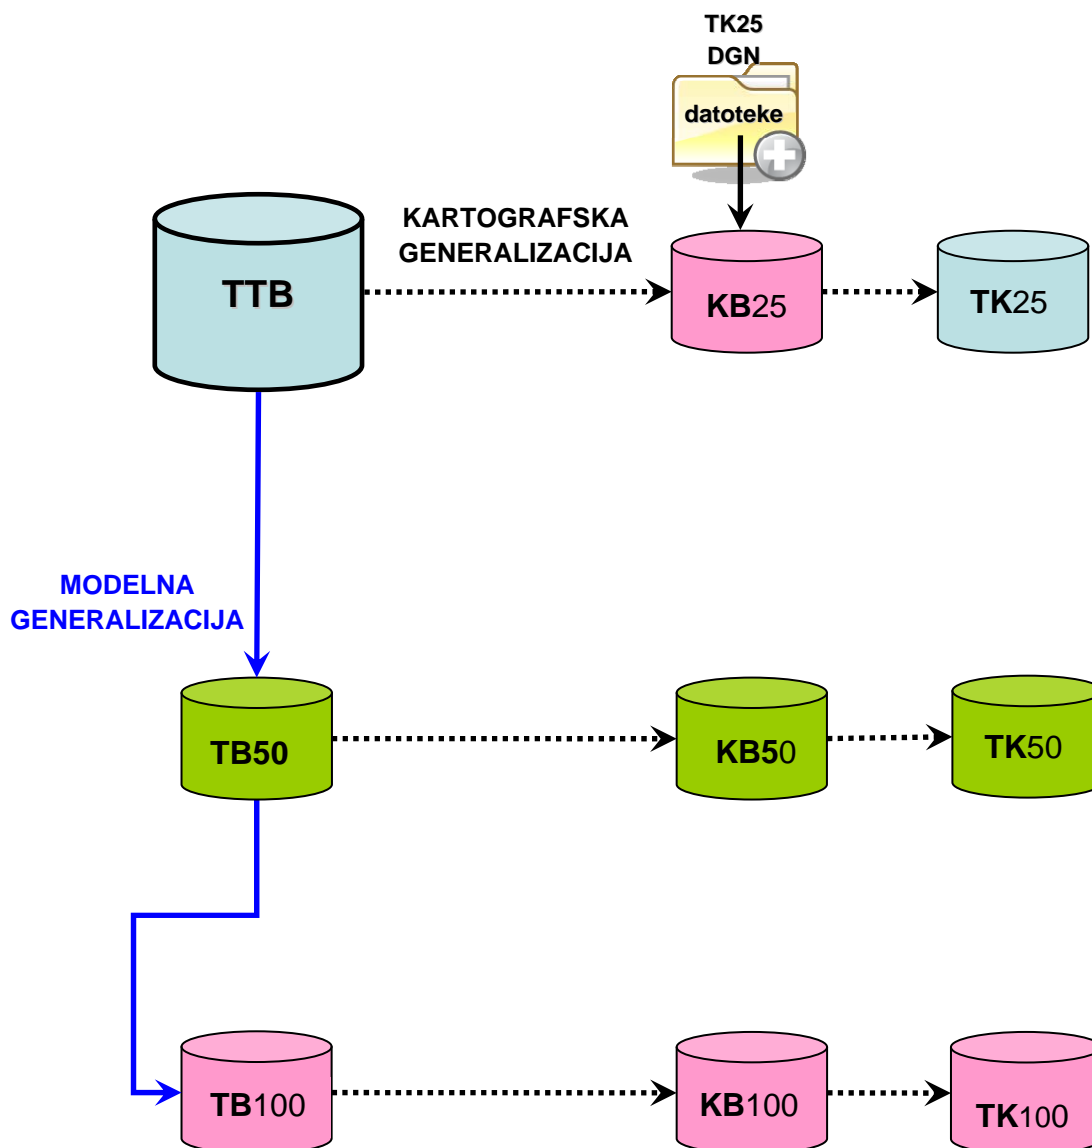 TK25
DGN
datoteke
KARTOGRAFSKA
GENERALIZACIJA
TTB
KB25
TK25
MODELNA
GENERALIZACIJA
TB50
KB50
TK50
TB100
KB100
TK100